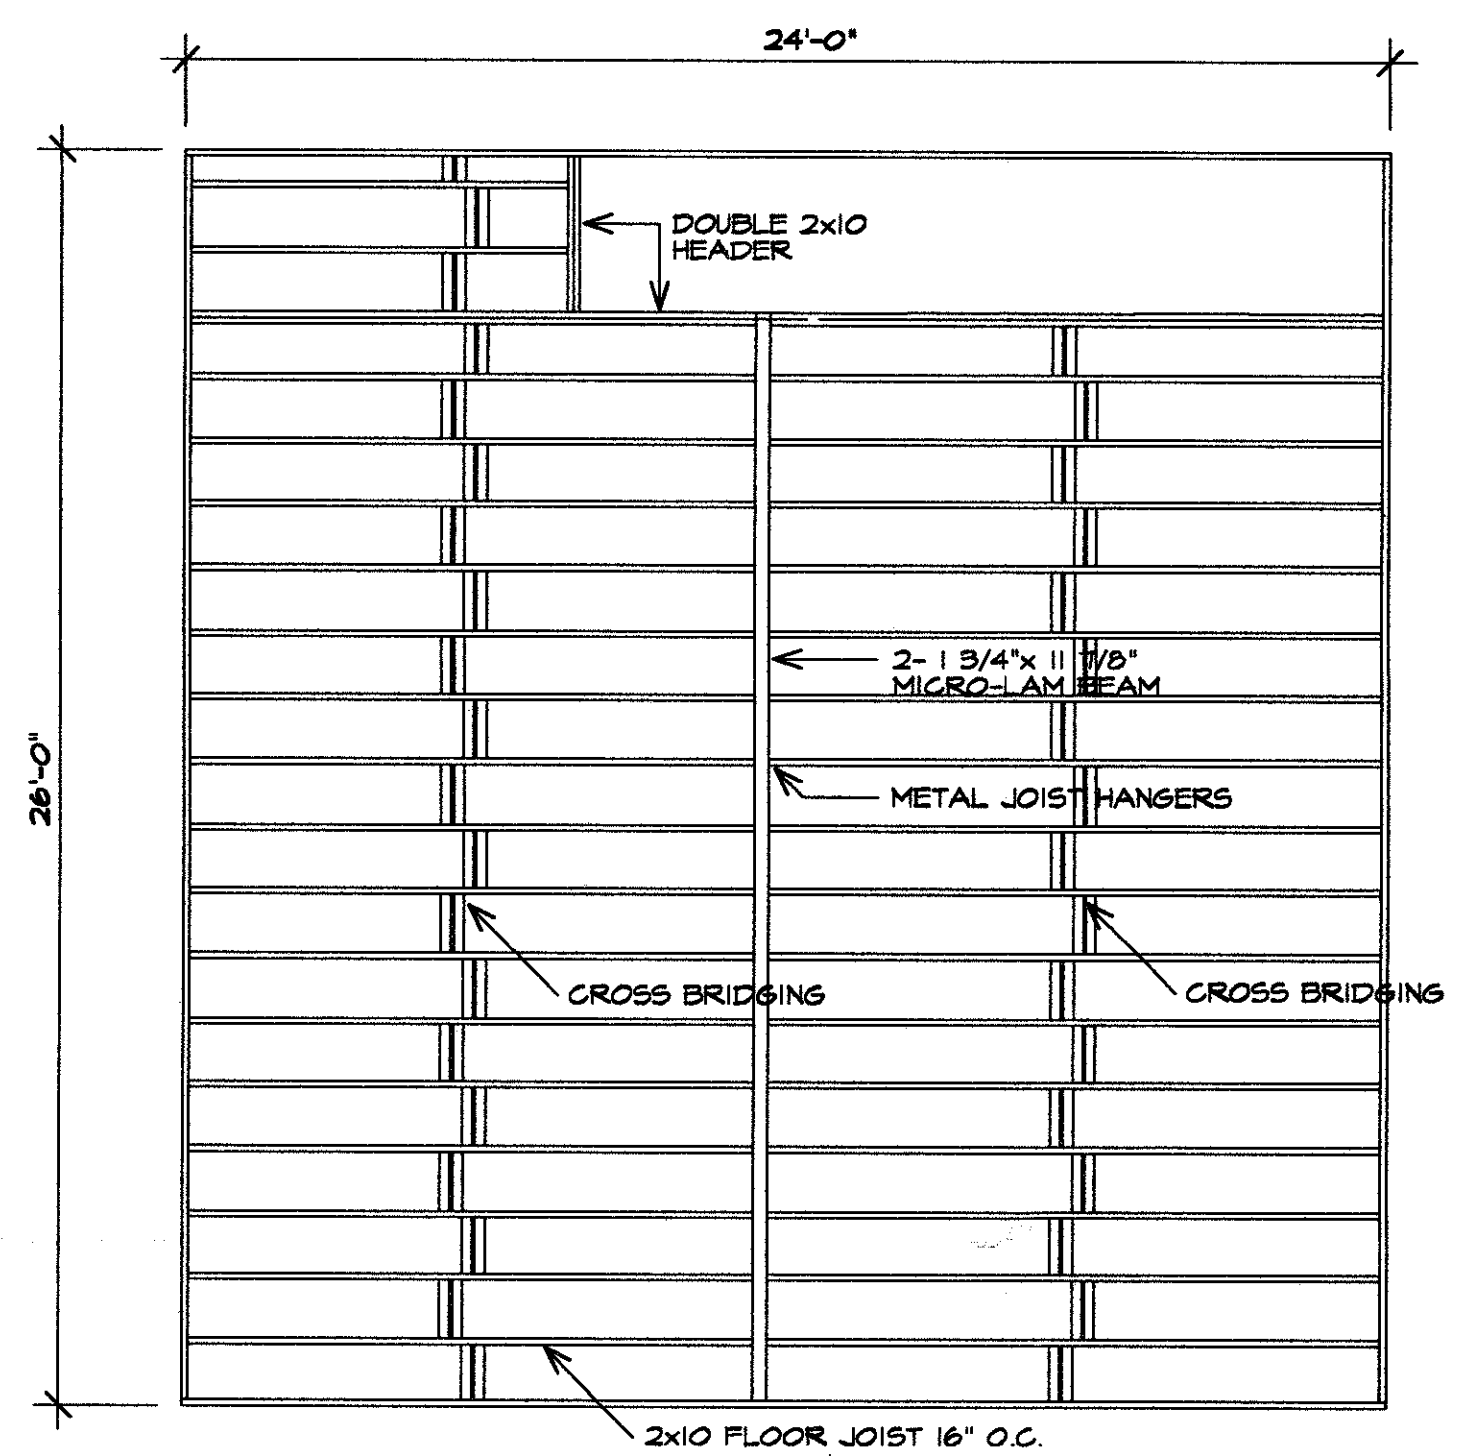 24'-0"
DOUBLE 2x10
HEADER
2- 1 3/4"x 11 7/8"
MICRO-LAM BEAM
26'-0"
METAL JOIST HANGERS
CROSS BRIDGING
CROSS BRIDGING
2x10 FLOOR JOIST 16" O.C.